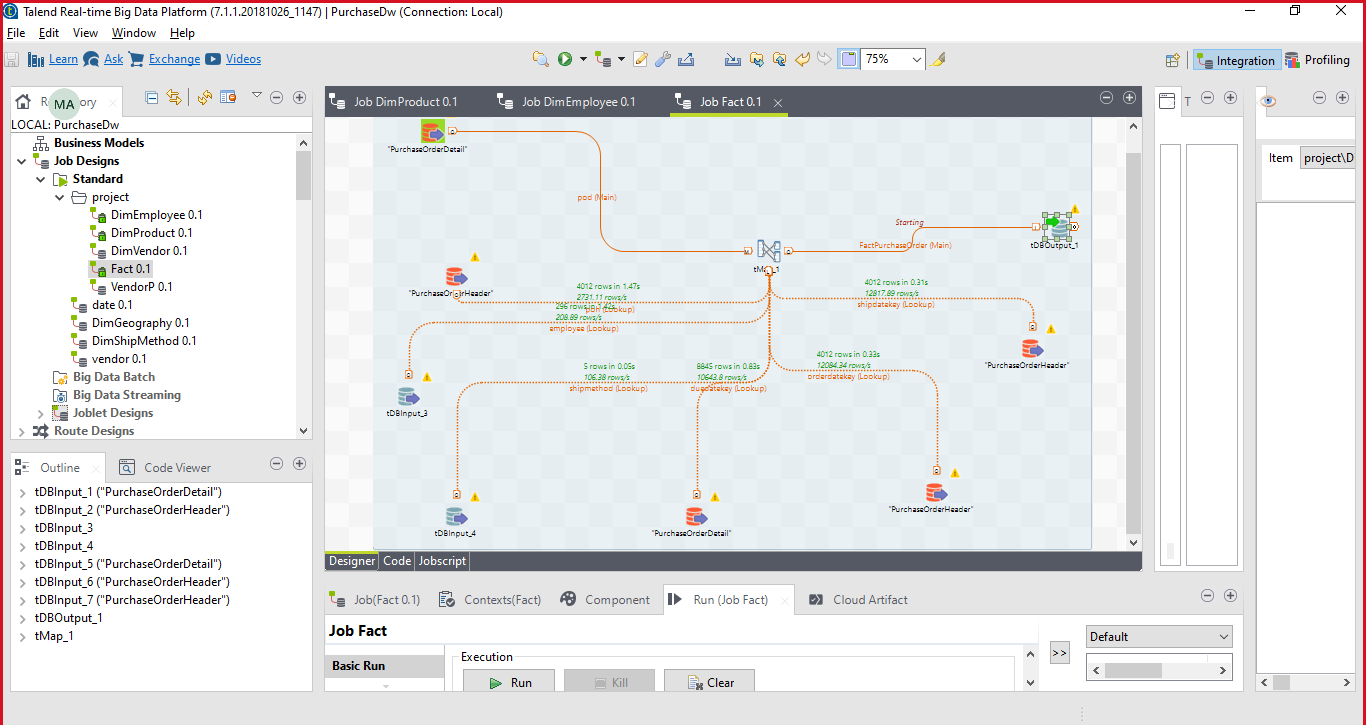 Talend Real-time Big Data Platform (7.1.1.20181026_1147) | PurchaseDw (Connection: Local)
File Edit View Window Help
Learn Ask Exchange Videos 75% Integration Profiling
MA
LOCAL: PurchaseDw
Business Models
Job Designs
Standard
project
DimEmployee 0.1
DimProduct 0.1
DimVendor 0.1
Fact 0.1
VendorP 0.1
date 0.1
DimGeography 0.1
DimShipMethod 0.1
vendor 0.1
Big Data Batch
Big Data Streaming
Joblet Designs
Route Designs
Outline Code Viewer
tDBInput_1 ("PurchaseOrderDetail")
tDBInput_2 ("PurchaseOrderHeader")
tDBInput_3
tDBInput_4
tDBInput_5 ("PurchaseOrderDetail")
tDBInput_6 ("PurchaseOrderHeader")
tDBInput_7 ("PurchaseOrderHeader")
tDBOutput_1
tMap_1
Job DimProduct 0.1 Job DimEmployee 0.1 Job Fact 0.1
"PurchaseOrderDetail"
pod (Main)
Starting
FactPurchaseOrder (Main)
tDBOutput_1
"PurchaseOrderHeader"
4012 rows in 1.47s
2731.11 rows/s
(Lookup)
208.89 rows/s
employee (Lookup)
tDBInput_3
4012 rows in 0.31s
12817.89 rows/s
shipdatekey (Lookup)
"PurchaseOrderHeader"
5 rows in 0.05s
106.38 rows/s
shipmethod (Lookup)
tDBInput_4
8845 rows in 0.83s
10643.8 rows/s
duedatekey (Lookup)
"PurchaseOrderDetail"
4012 rows in 0.33s
12084.34 rows/s
orderdatekey (Lookup)
"PurchaseOrderHeader"
Designer Code Jobscript
Job(Fact 0.1) Contexts(Fact) Component Run (Job Fact) Cloud Artifact
Job Fact
Basic Run
Execution
Run Kill Clear
>> Default
T
Item project\D